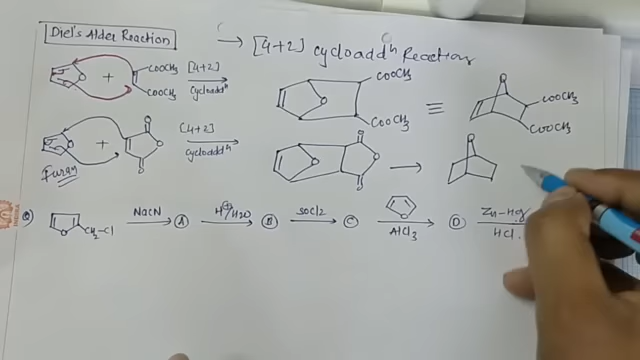 Diel's Alder Reaction
→ [4+2] cycloaddⁿ Reaction
+ COOCH3 COOCH3 [4+2] cycloaddⁿ COOCH3 COOCH3 ≡ O COOCH3 COOCH3
O + O O O [4+2] cycloaddⁿ O O O O → O
Furan
Q) O CH2-Cl NaCN → A H⊕/H2O → B SOCl2 → C O AlCl3 → D Zn-Hg HCl